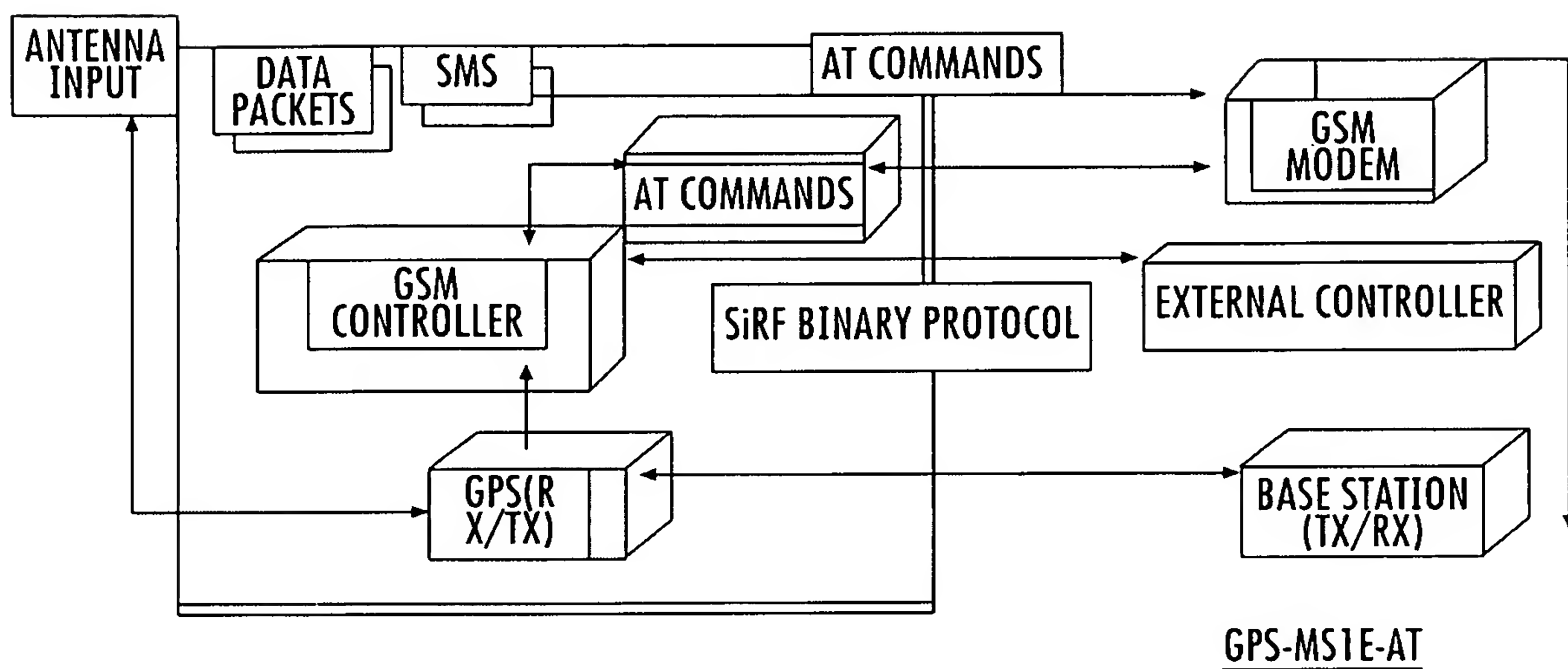 ANTENNA
INPUT
DATA
PACKETS
SMS
AT COMMANDS
GSM
MODEM
AT COMMANDS
GSM
CONTROLLER
SiRF BINARY PROTOCOL
EXTERNAL CONTROLLER
GPS(R
X/TX)
BASE STATION
(TX/RX)
GPS-MS1E-AT